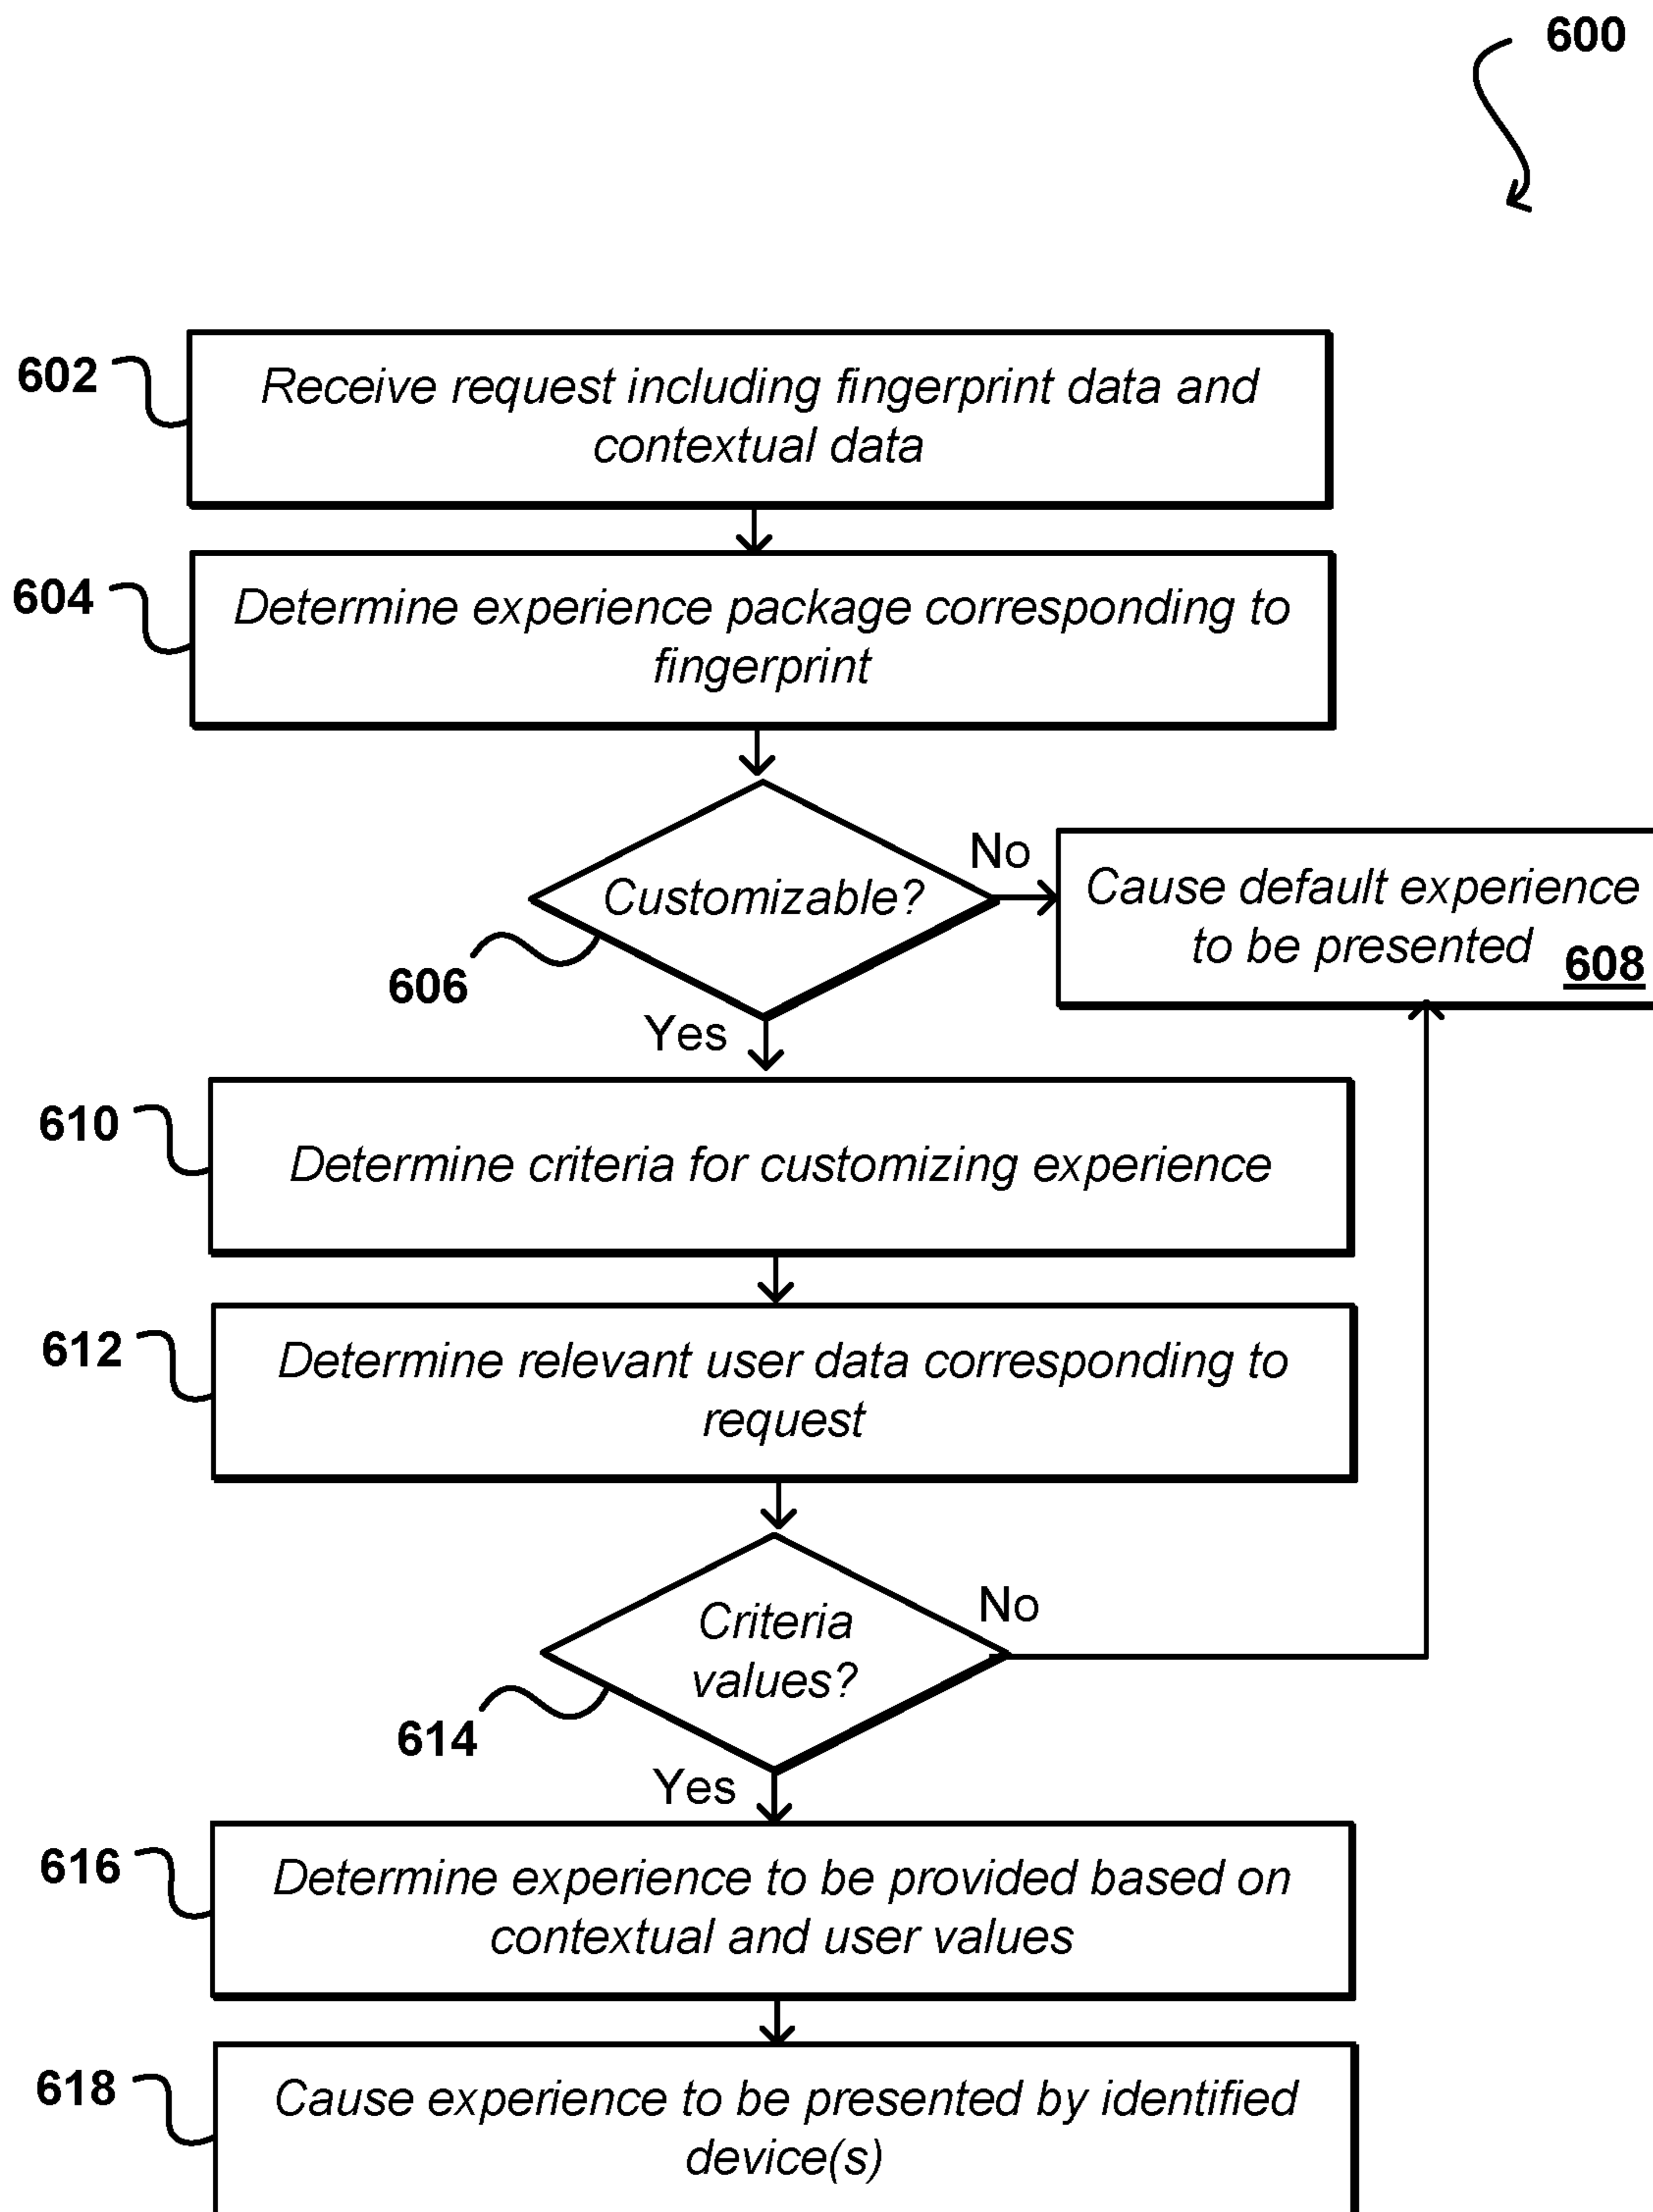 600
602
Receive request including fingerprint data and
contextual data
604
Determine experience package corresponding to
fingerprint
Customizable?
606
No
Cause default experience
to be presented
608
Yes
610
Determine criteria for customizing experience
612
Determine relevant user data corresponding to
request
Criteria
values?
614
No
Yes
616
Determine experience to be provided based on
contextual and user values
618
Cause experience to be presented by identified
device(s)